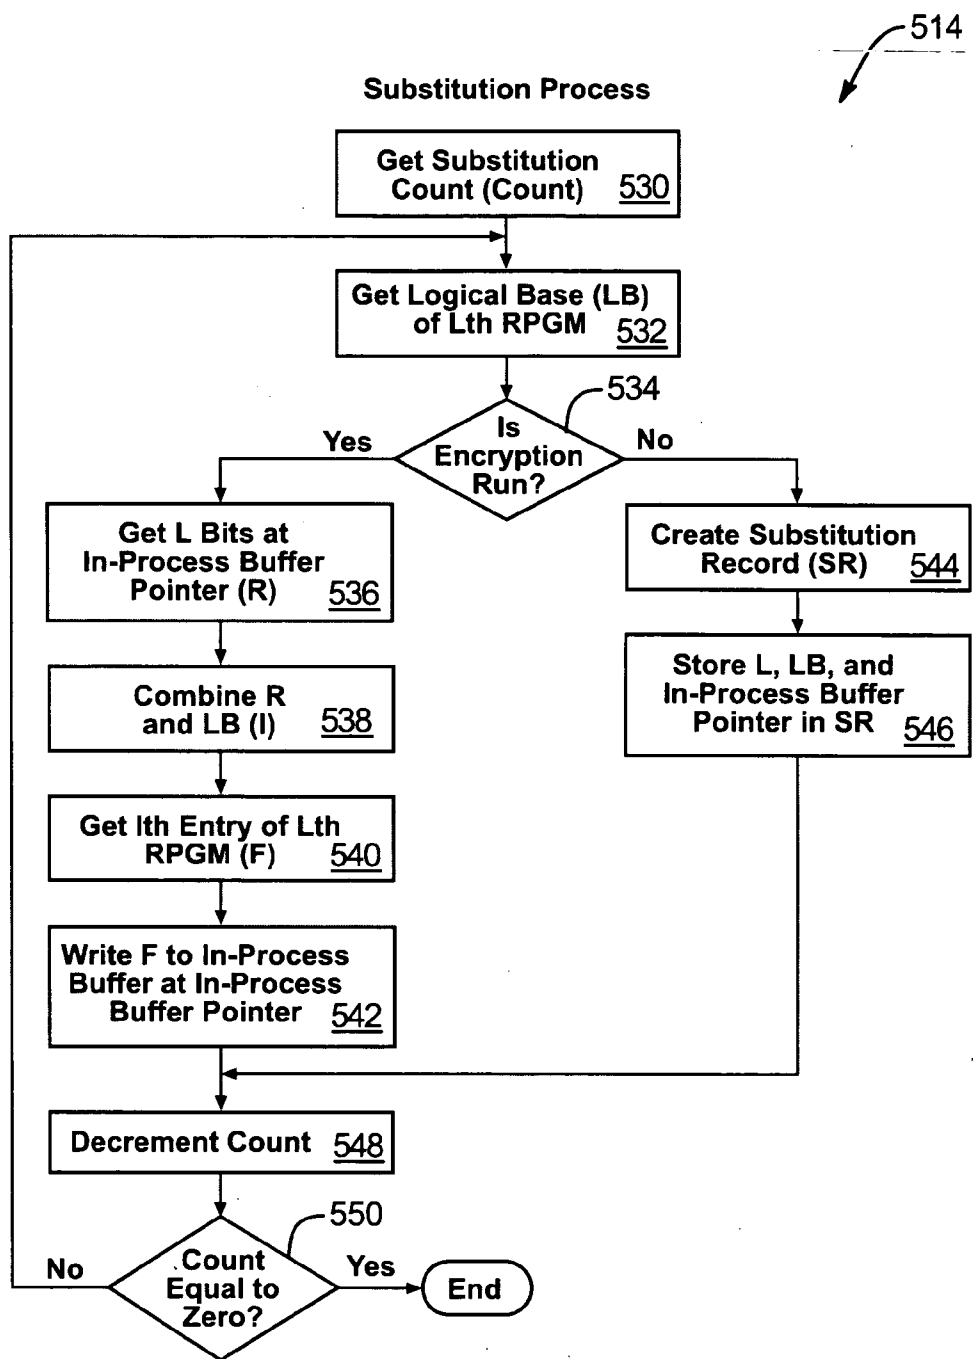 514
Substitution Process
Get Substitution
Count (Count) 530
Get Logical Base (LB)
of Lth RPGM 532
534
Is
Encryption
Run?
Yes
No
Get L Bits at
In-Process Buffer
Pointer (R) 536
Combine R
and LB (I) 538
Get Ith Entry of Lth
RPGM (F) 540
Write F to In-Process
Buffer at In-Process
Buffer Pointer 542
Create Substitution
Record (SR) 544
Store L, LB, and
In-Process Buffer
Pointer in SR 546
Decrement Count 548
550
Count
Equal to
Zero?
No
Yes
End